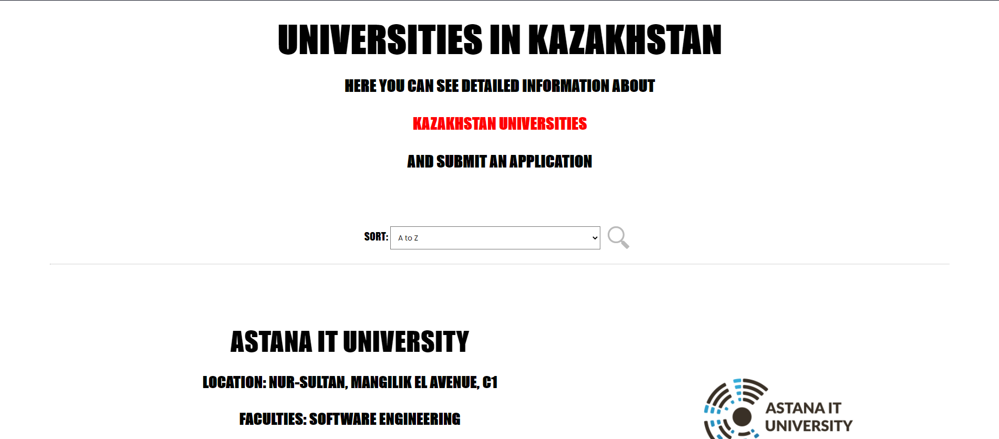 UNIVERSITIES IN KAZAKHSTAN
HERE YOU CAN SEE DETAILED INFORMATION ABOUT
KAZAKHSTAN UNIVERSITIES
AND SUBMIT AN APPLICATION
SORT: A to Z
ASTANA IT UNIVERSITY
LOCATION: NUR-SULTAN, MANGILIK EL AVENUE, C1
FACULTIES: SOFTWARE ENGINEERING
ASTANA IT
UNIVERSITY